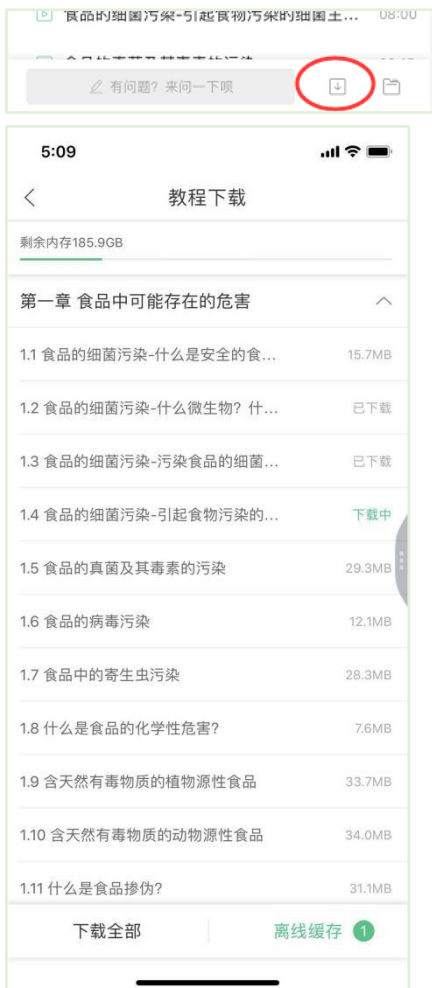 食品的细菌污染-引起食物污染的细菌主... 08:00
有问题？来问一下呗
5:09
教程下载
剩余内存185.9GB
第一章 食品中可能存在的危害
1.1 食品的细菌污染-什么是安全的食... 15.7MB
1.2 食品的细菌污染-什么微生物？什... 已下载
1.3 食品的细菌污染-污染食品的细菌... 已下载
1.4 食品的细菌污染-引起食物污染的... 下载中
1.5 食品的真菌及其毒素的污染 29.3MB
1.6 食品的病毒污染 12.1MB
1.7 食品中的寄生虫污染 28.3MB
1.8 什么是食品的化学性危害? 7.6MB
1.9 含天然有毒物质的植物源性食品 33.7MB
1.10 含天然有毒物质的动物源性食品 34.0MB
1.11 什么是食品掺伪? 31.1MB
下载全部 离线缓存 1